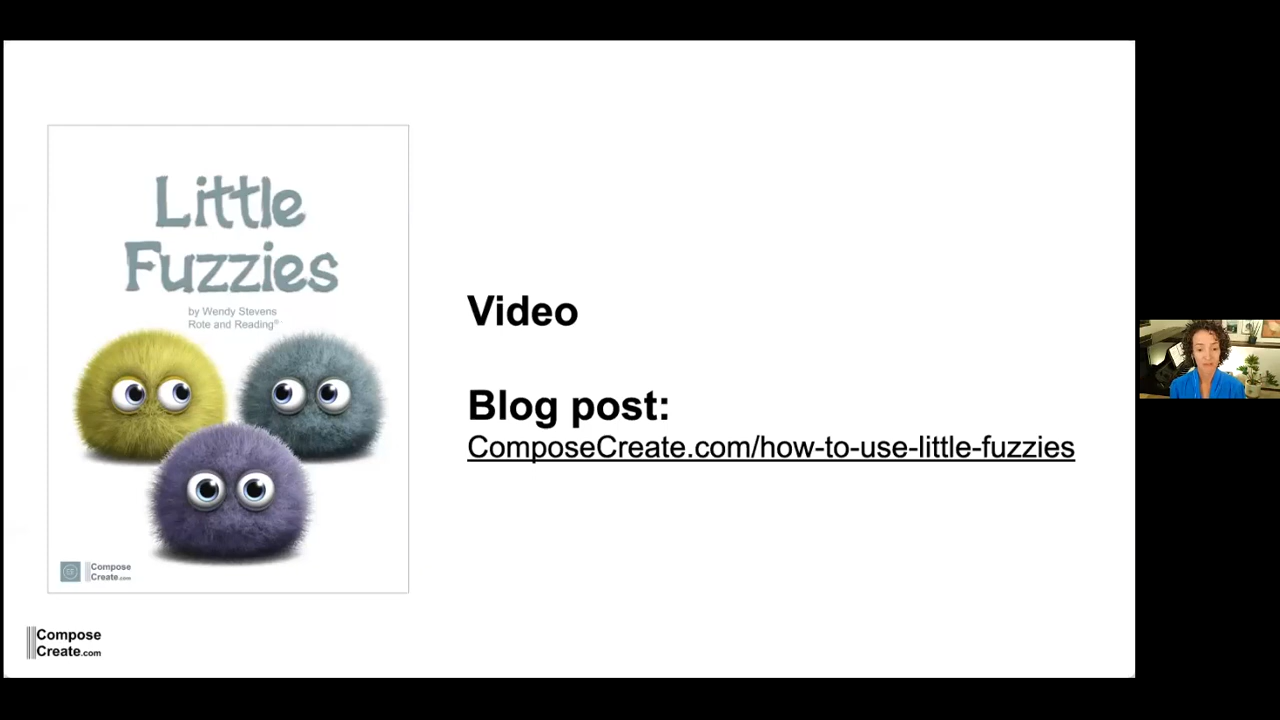 Little
Fuzzies
by Wendy Stevens
Rote and Reading®
Compose
Create.com
Video
Blog post:
ComposeCreate.com/how-to-use-little-fuzzies
Compose
Create.com